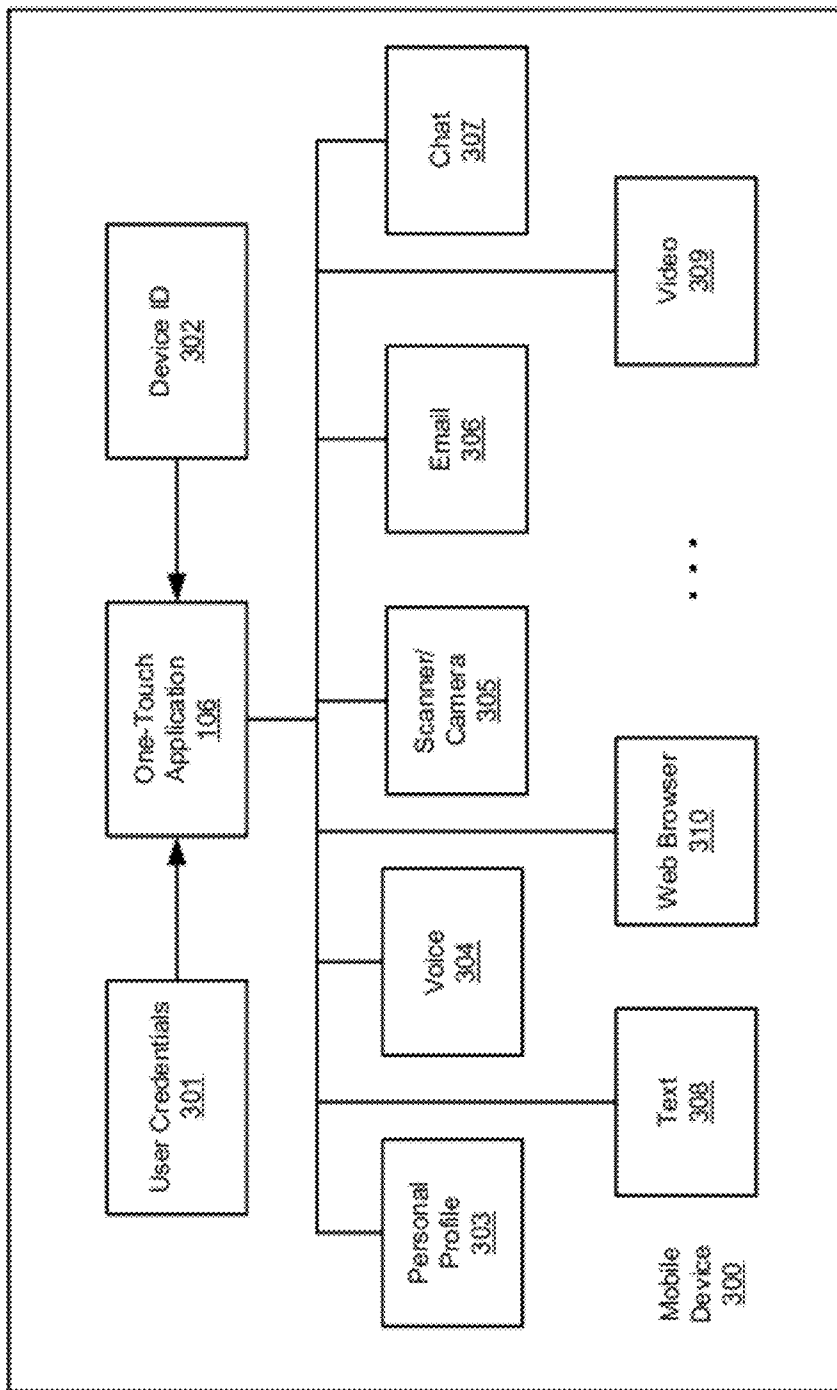 User Credentials
301
One-Touch
Application
106
Device ID
302
Personal
Profile
303
Voice
304
Scanner/
Camera
305
Email
306
Chat
307
Text
308
Web Browser
310
...
Video
309
Mobile
Device
300